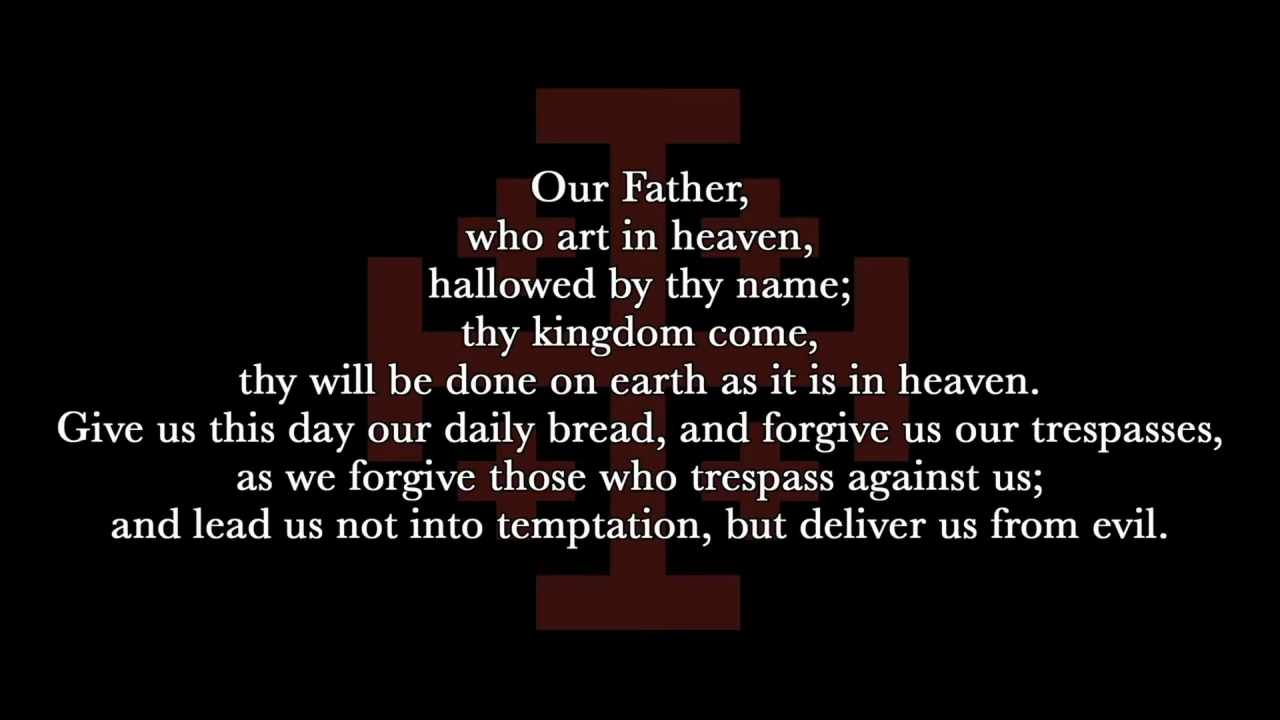 Our Father,
who art in heaven,
hallowed by thy name;
thy kingdom come,
thy will be done on earth as it is in heaven.
Give us this day our daily bread, and forgive us our trespasses,
as we forgive those who trespass against us;
and lead us not into temptation, but deliver us from evil.